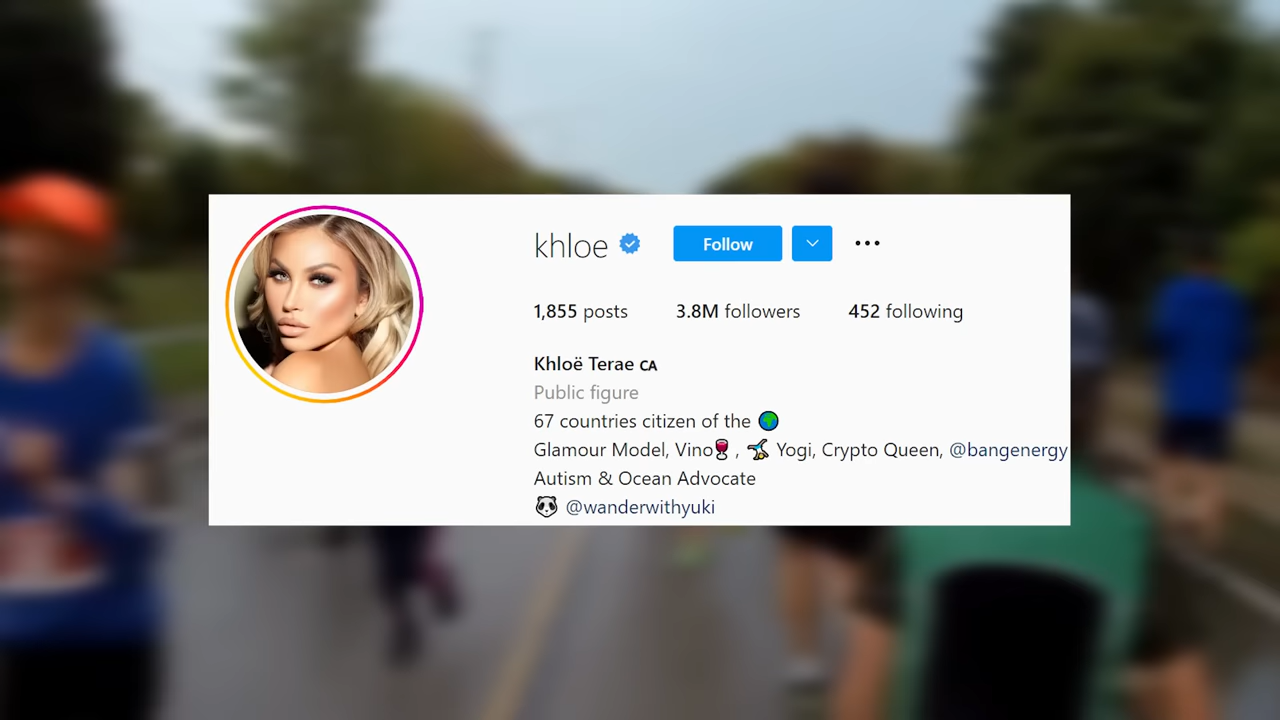 khloe Follow
1,855 posts 3.8M followers 452 following
Khloë Terae CA
Public figure
67 countries citizen of the 🌍
Glamour Model, Vino🍷, 🤸 Yogi, Crypto Queen, @bangenergy
Autism & Ocean Advocate
🐼 @wanderwithyuki